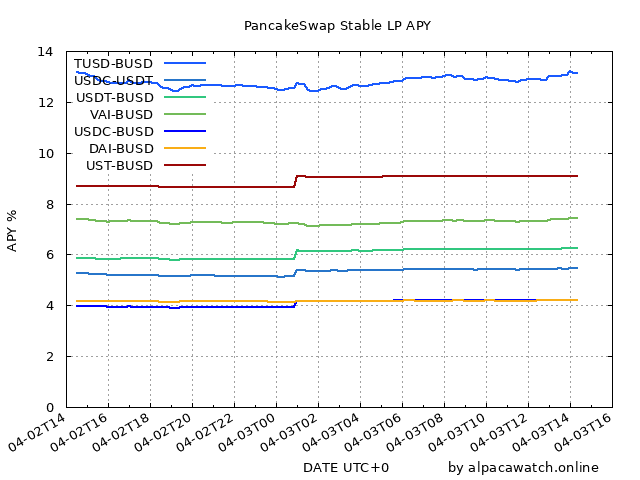 PancakeSwap Stable LP APY
14
12
10
8
6
4
2
0
APY %
TUSD-BUSD
USDC-USDT
USDT-BUSD
VAI-BUSD
USDC-BUSD
DAI-BUSD
UST-BUSD
04-02T14
04-02T16
04-02T18
04-02T20
04-02T22
04-03T00
04-03T02
04-03T04
04-03T06
04-03T08
04-03T10
04-03T12
04-03T14
04-03T16
DATE UTC+0
by alpacawatch.online